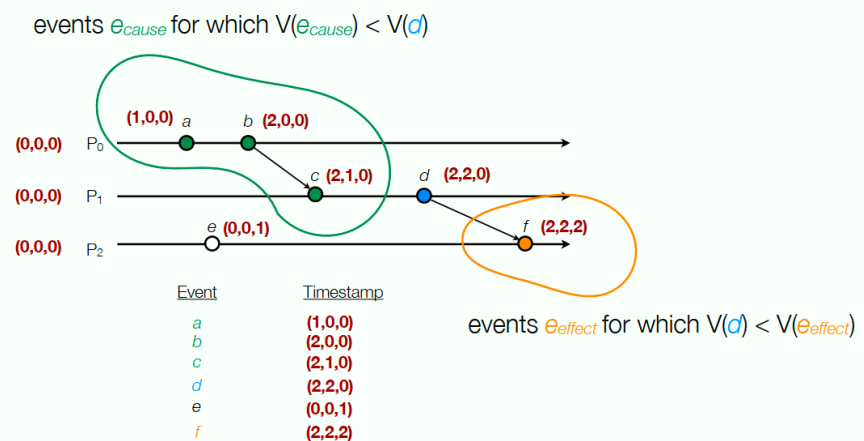 events e_cause for which V(e_cause) < V(d)
(1,0,0) a b (2,0,0)
(0,0,0) P₀
c (2,1,0) d (2,2,0)
(0,0,0) P₁
e (0,0,1) f (2,2,2)
(0,0,0) P₂
Event Timestamp
a (1,0,0)
b (2,0,0)
c (2,1,0)
d (2,2,0)
e (0,0,1)
f (2,2,2)
events e_effect for which V(d) < V(e_effect)